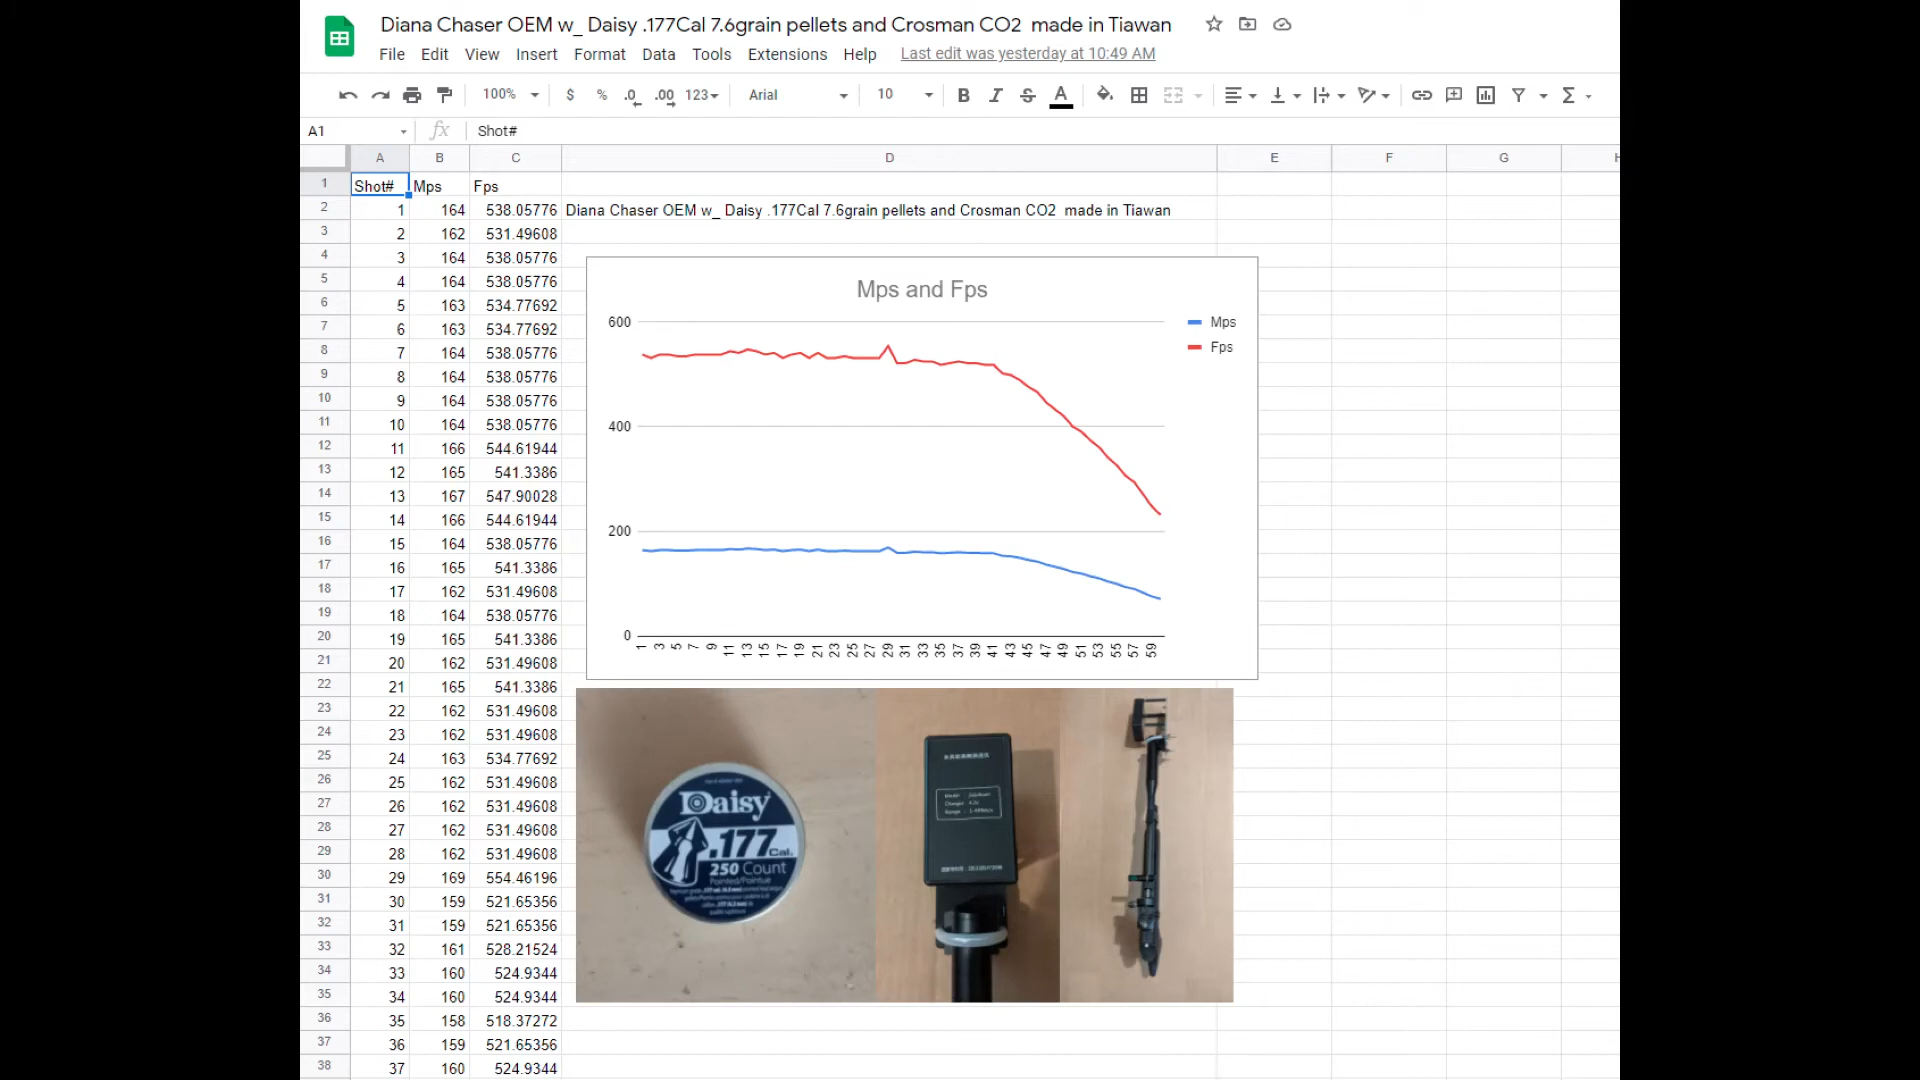 Diana Chaser OEM w_ Daisy .177Cal 7.6grain pellets and Crosman CO2 made in Tiawan
File Edit View Insert Format Data Tools Extensions Help Last edit was yesterday at 10:49 AM
100% $ % .0 .00 123 Arial 10 B I S A
A1 fx Shot#
A B C D E F G H
1 Shot# Mps Fps
2 1 164 538.05776 Diana Chaser OEM w_ Daisy .177Cal 7.6grain pellets and Crosman CO2 made in Tiawan
3 2 162 531.49608
4 3 164 538.05776
5 4 164 538.05776
6 5 163 534.77692
7 6 163 534.77692
8 7 164 538.05776
9 8 164 538.05776
10 9 164 538.05776
11 10 164 538.05776
12 11 166 544.61944
13 12 165 541.3386
14 13 167 547.90028
15 14 166 544.61944
16 15 164 538.05776
17 16 165 541.3386
18 17 162 531.49608
19 18 164 538.05776
20 19 165 541.3386
21 20 162 531.49608
22 21 165 541.3386
23 22 162 531.49608
24 23 162 531.49608
25 24 163 534.77692
26 25 162 531.49608
27 26 162 531.49608
28 27 162 531.49608
29 28 162 531.49608
30 29 169 554.46196
31 30 159 521.65356
32 31 159 521.65356
33 32 161 528.21524
34 33 160 524.9344
35 34 160 524.9344
36 35 158 518.37272
37 36 159 521.65356
38 37 160 524.9344
Mps and Fps
600
400
200
0
Mps
Fps
1 3 5 7 9 11 13 15 17 19 21 23 25 27 29 31 33 35 37 39 41 43 45 47 49 51 53 55 57 59
Daisy
.177 Cal.
250 Count
Pointed/Pointue